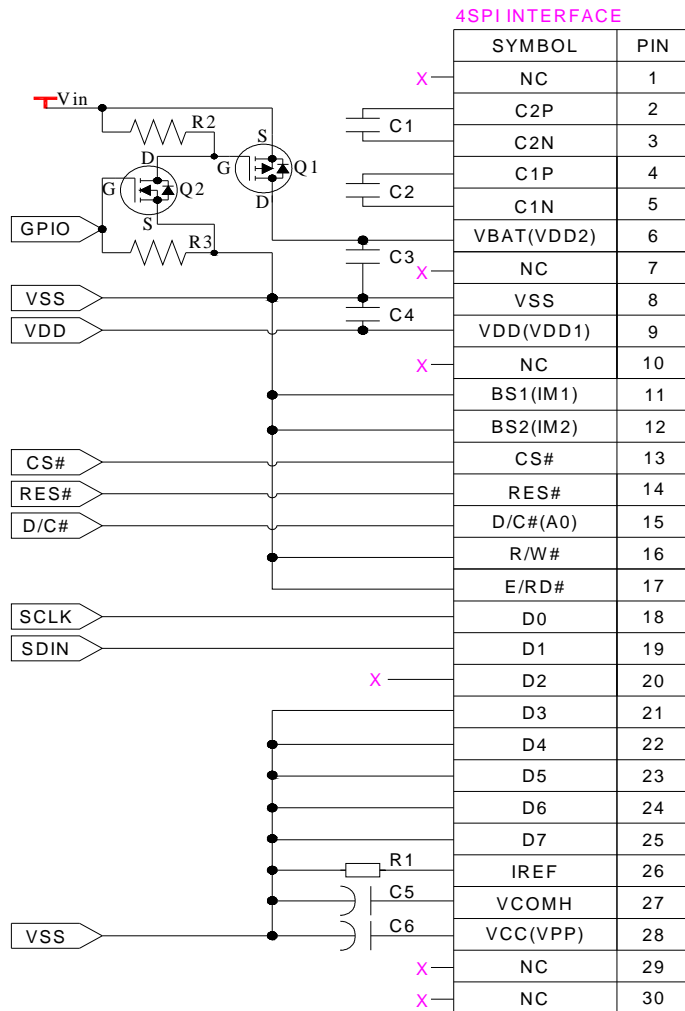 4SPI INTERFACE
SYMBOL PIN
X NC 1
Vin
C2P 2
R2 S C1
D C2N 3
G Q1
G Q2 D C1P 4
C2
S C1N 5
GPIO R3 VBAT(VDD2) 6
C3
X NC 7
VSS VSS 8
C4
VDD VDD(VDD1) 9
X NC 10
BS1(IM1) 11
BS2(IM2) 12
CS# CS# 13
RES# RES# 14
D/C# D/C#(A0) 15
R/W# 16
E/RD# 17
SCLK D0 18
SDIN D1 19
X D2 20
D3 21
D4 22
D5 23
D6 24
D7 25
R1 IREF 26
C5 VCOMH 27
VSS C6 VCC(VPP) 28
X NC 29
X NC 30